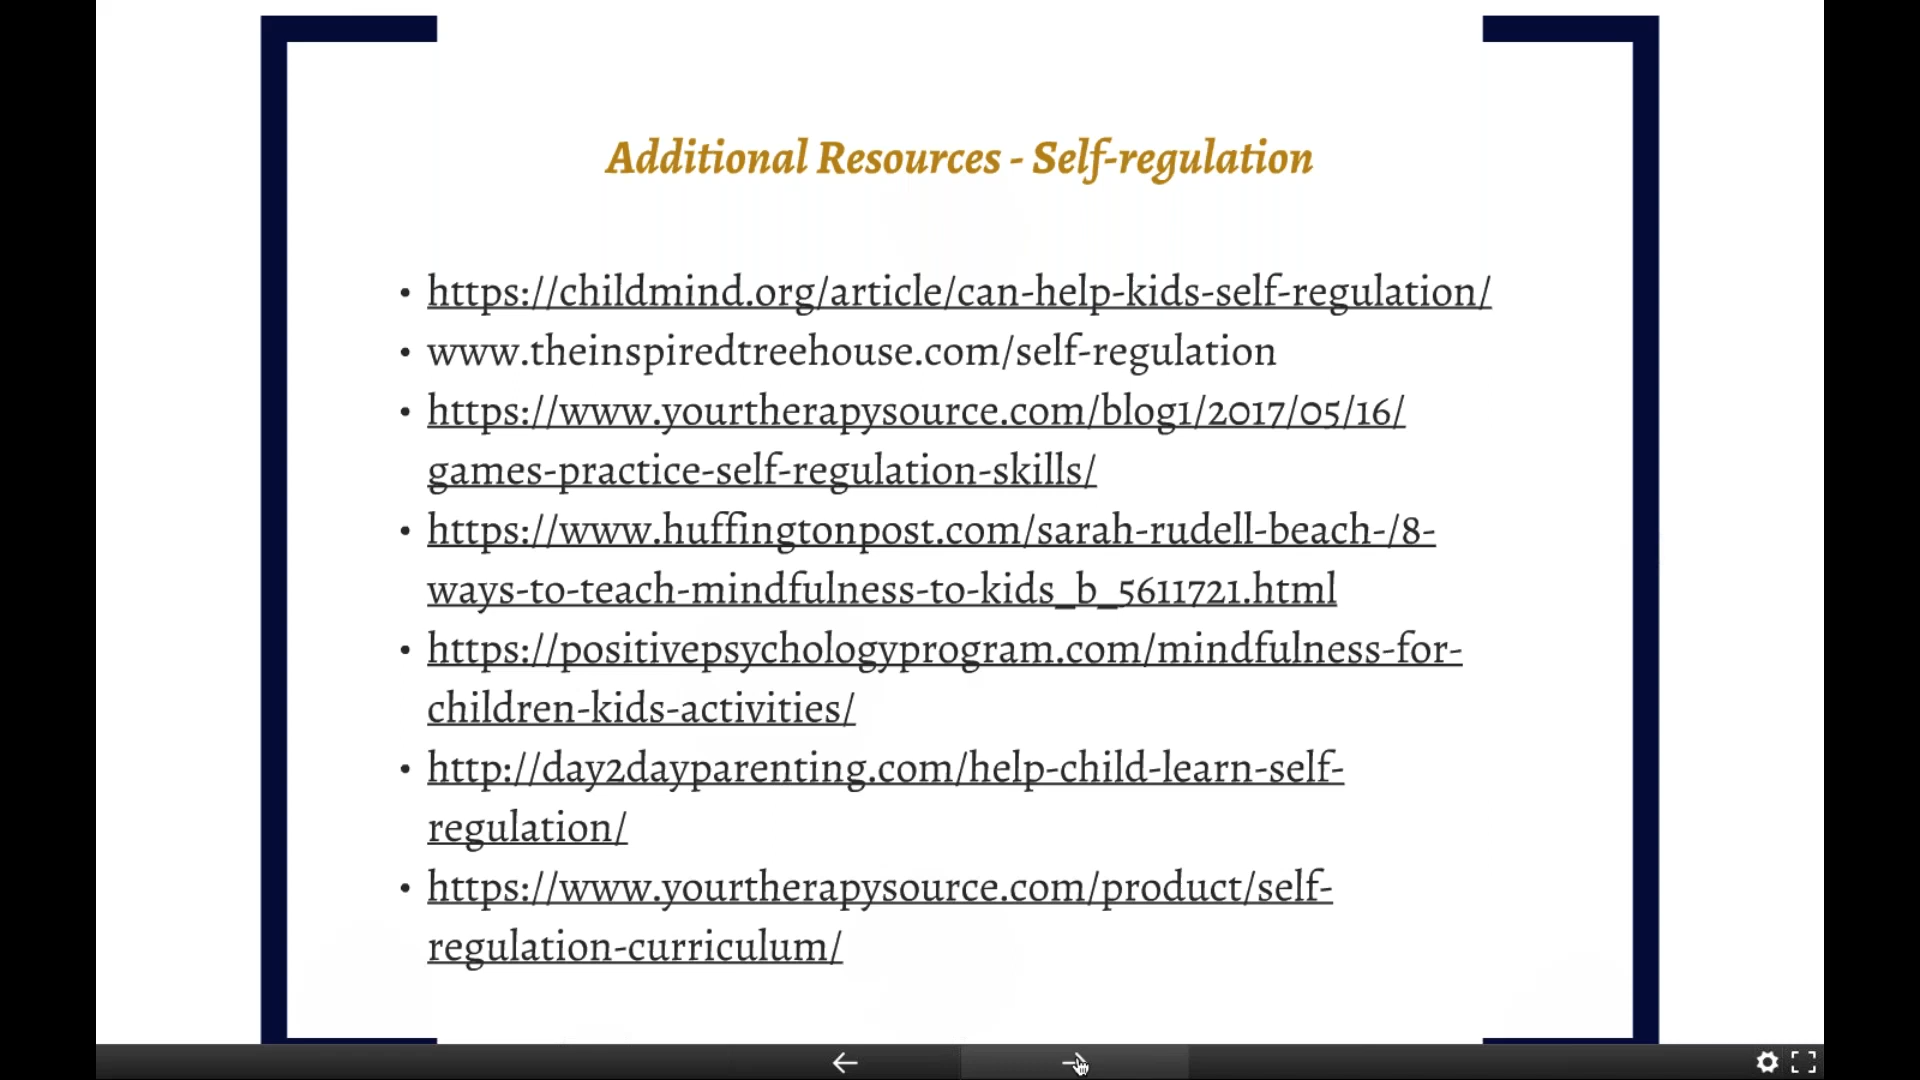 Additional Resources - Self-regulation
• https://childmind.org/article/can-help-kids-self-regulation/
• www.theinspiredtreehouse.com/self-regulation
• https://www.yourtherapysource.com/blog1/2017/05/16/
games-practice-self-regulation-skills/
• https://www.huffingtonpost.com/sarah-rudell-beach-/8-
ways-to-teach-mindfulness-to-kids_b_5611721.html
• https://positivepsychologyprogram.com/mindfulness-for-
children-kids-activities/
• http://day2dayparenting.com/help-child-learn-self-
regulation/
• https://www.yourtherapysource.com/product/self-
regulation-curriculum/